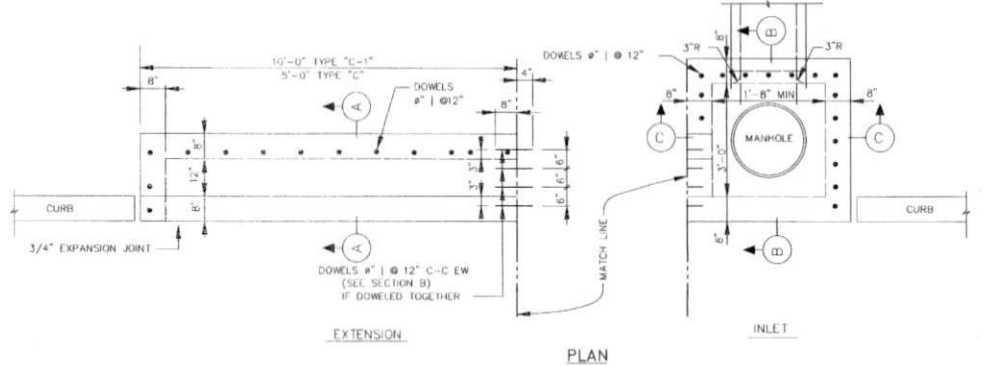 10'-0" TYPE "C-1"
5'-0" TYPE "C"
8"
4"
DOWELS
ø" | @12"
8"
A
8"
12"
8"
3"
3"
6"
6"
6"
CURB
3/4" EXPANSION JOINT
A
DOWELS ø" | @ 12" C-C EW
(SEE SECTION B)
IF DOWELED TOGETHER
EXTENSION
MATCH LINE
B
DOWELS ø" | @ 12"
8"
3"R
3"R
8"
1'-8" MIN
8"
C
MANHOLE
C
3'-0"
CURB
8"
B
INLET
PLAN